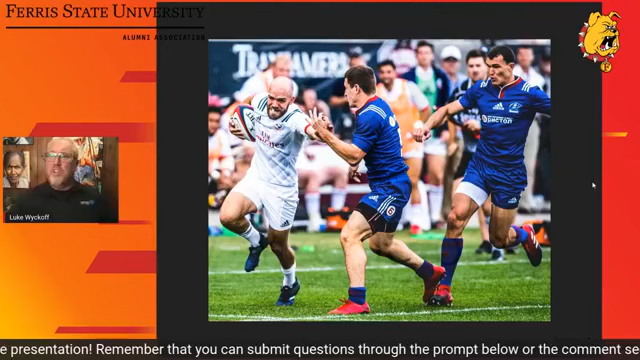 FERRIS STATE UNIVERSITY
ALUMNI ASSOCIATION
Luke Wyckoff
e presentation! Remember that you can submit questions through the prompt below or the comment se